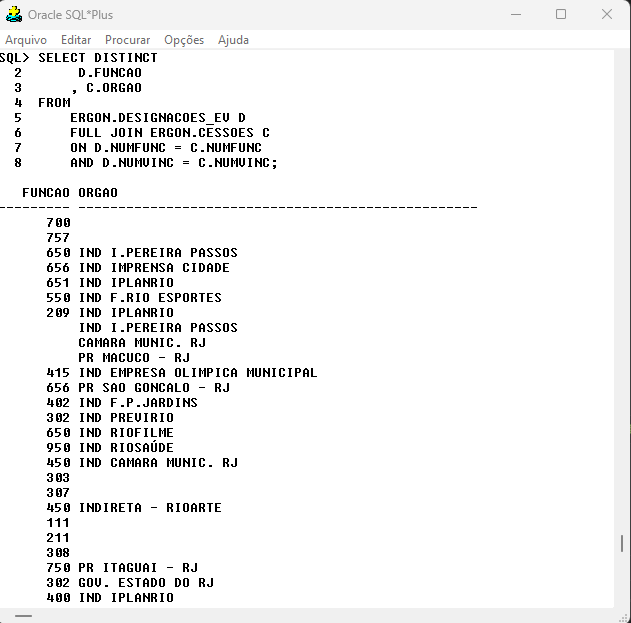 Oracle SQL*Plus
Arquivo Editar Procurar Opções Ajuda
SQL> SELECT DISTINCT
  2       D.FUNCAO
  3      , C.ORGAO
  4  FROM
  5      ERGON.DESIGNACOES_EV D
  6      FULL JOIN ERGON.CESSOES C
  7      ON D.NUMFUNC = C.NUMFUNC
  8      AND D.NUMVINC = C.NUMVINC;
   FUNCAO ORGAO
--------- --------------------------------------------------
      700
      757
      650 IND I.PEREIRA PASSOS
      656 IND IMPRENSA CIDADE
      651 IND IPLANRIO
      550 IND F.RIO ESPORTES
      209 IND IPLANRIO
          IND I.PEREIRA PASSOS
          CAMARA MUNIC. RJ
          PR MACUCO - RJ
      415 IND EMPRESA OLIMPICA MUNICIPAL
      656 PR SAO GONCALO - RJ
      402 IND F.P.JARDINS
      302 IND PREVIRIO
      650 IND RIOFILME
      950 IND RIOSAÚDE
      450 IND CAMARA MUNIC. RJ
      303
      307
      450 INDIRETA - RIOARTE
      111
      211
      308
      750 PR ITAGUAI - RJ
      302 GOV. ESTADO DO RJ
      400 IND IPLANRIO